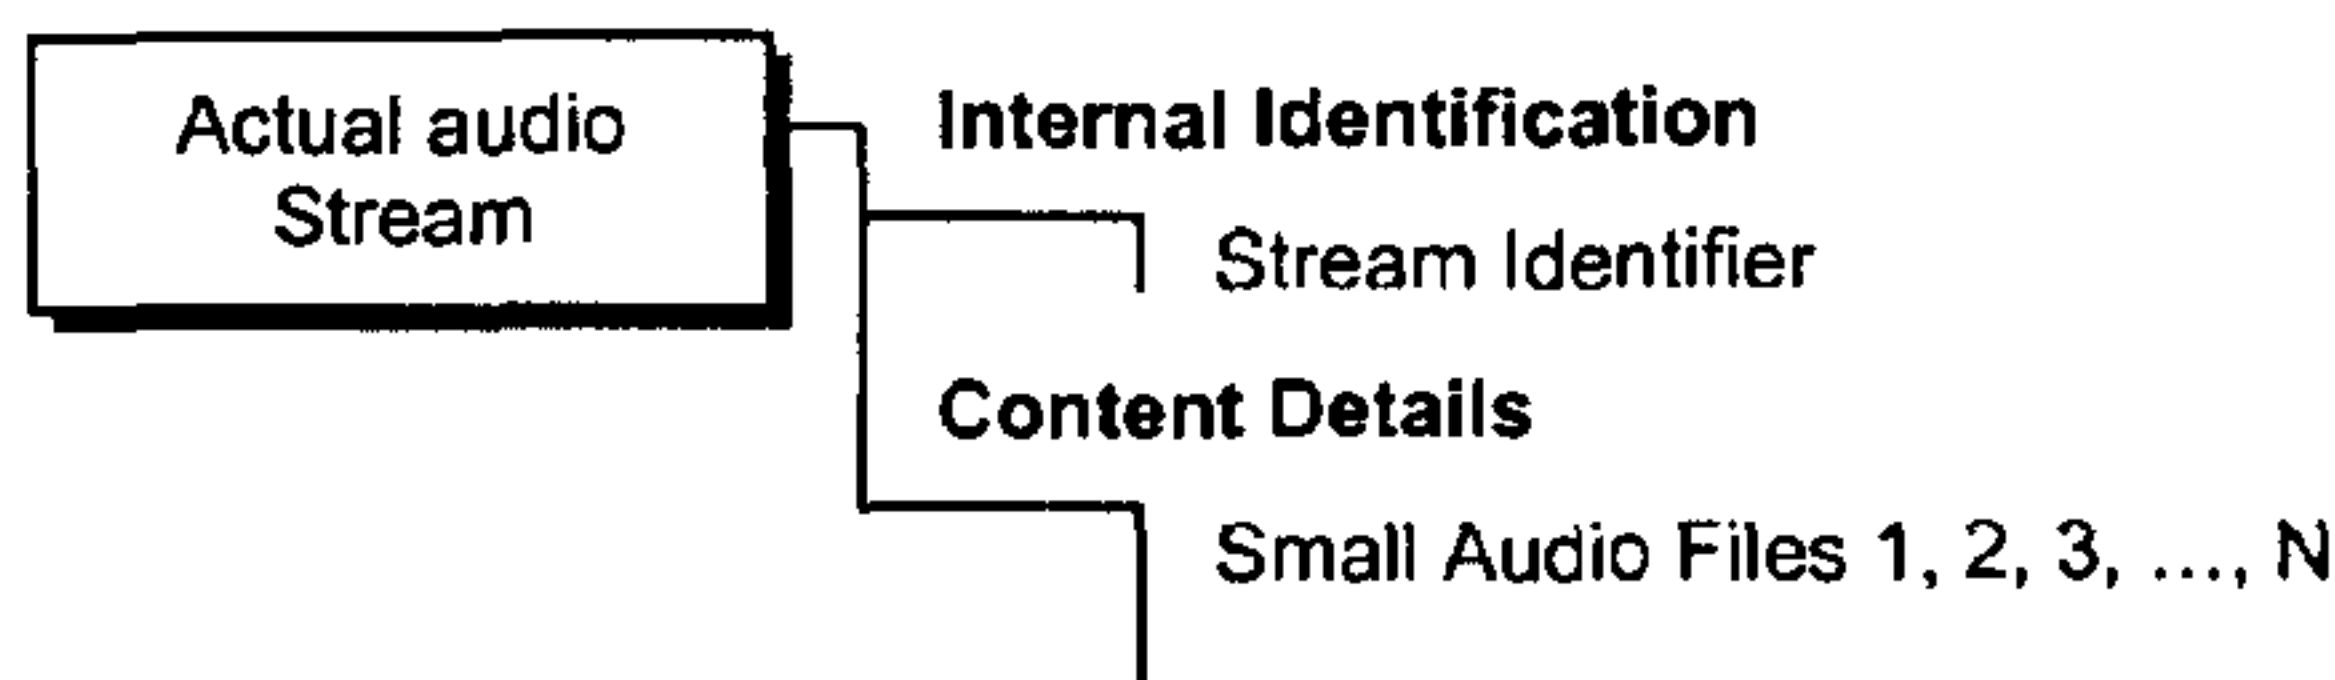 Actual audio
Stream
Internal Identification
Stream Identifier
Content Details
Small Audio Files 1, 2, 3, ..., N